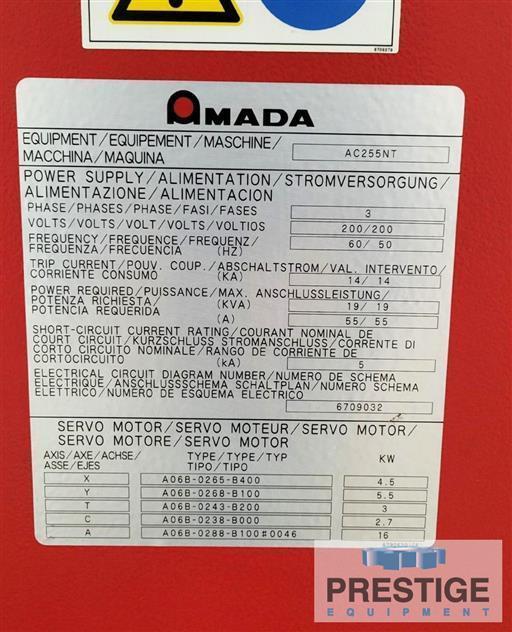 6709279
AMADA
EQUIPMENT/EQUIPEMENT/MASCHINE/
MACCHINA/MAQUINA
AC255NT
POWER SUPPLY/ALIMENTATION/STROMVERSORGUNG/
ALIMENTAZIONE/ALIMENTACION
PHASE/PHASES/PHASE/FASI/FASES 3
VOLTS/VOLTS/VOLT/VOLTS/VOLTIOS 200/200
FREQUENCY/FREQUENCE/FREQUENZ/
FREQUENZA/FRECUENCIA (HZ) 60/ 50
TRIP CURRENT/POUV. COUP./ABSCHALTSTROM/VAL. INTERVENTO/
CORRIENTE CONSUMO (KA) 14/ 14
POWER REQUIRED/PUISSANCE/MAX. ANSCHLUSSLEISTUNG/
POTENZA RICHIESTA/ (KVA) 19/ 19
POTENCIA REQUERIDA (A) 55/ 55
SHORT-CIRCUIT CURRENT RATING/COURANT NOMINAL DE
COURT CIRCUIT/KURZSCHLUSS STROMANSCHLUSS/CORRENTE DI
CORTO CIRCUITO NOMINALE/RANGO DE CORRIENTE DE
CORTOCIRCUITO (kA) 5
ELECTRICAL CIRCUIT DIAGRAM NUMBER/NUMERO DE SCHEMA
ELECTRIQUE/ANSCHLUSSSCHEMA SCHALTPLAN/NUMERO SCHEMA
ELETTRICO/NUMERO DE ESQUEMA ELECTRICO
6709032
SERVO MOTOR/SERVO MOTEUR/SERVO MOTOR/
SERVO MOTORE/SERVO MOTOR
AXIS/AXE/ACHSE/ TYPE/TYPE/TYP KW
ASSE/EJES TIPO/TIPO
X A06B-0265-B400 4.5
Y A06B-0268-B100 5.5
T A06B-0243-B200 3
C A06B-0238-B000 2.7
A A06B-0288-B100#0046 16
PRESTIGE
EQUIPMENT